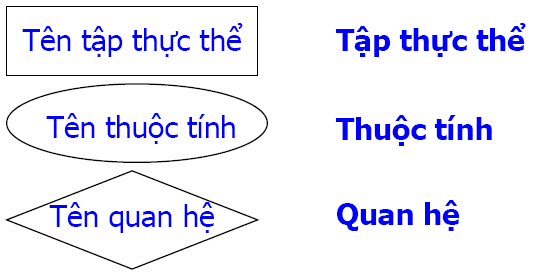 Tên tập thực thể Tập thực thể
Tên thuộc tính Thuộc tính
Tên quan hệ Quan hệ